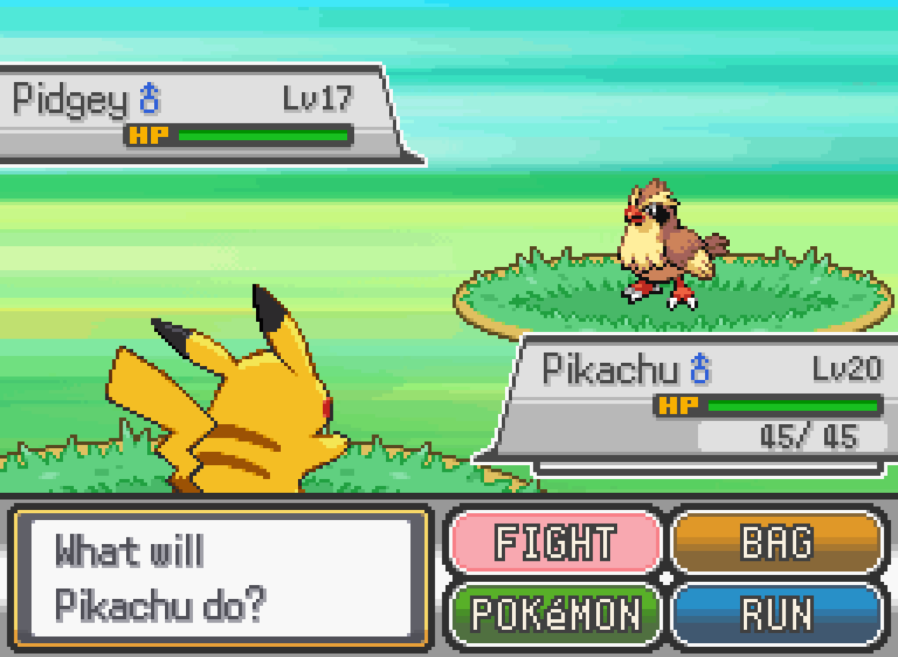 Pidgey ♂ Lv17
HP
Pikachu ♂ Lv20
HP
45/ 45
What will
Pikachu do?
FIGHT
BAG
POKéMON
RUN